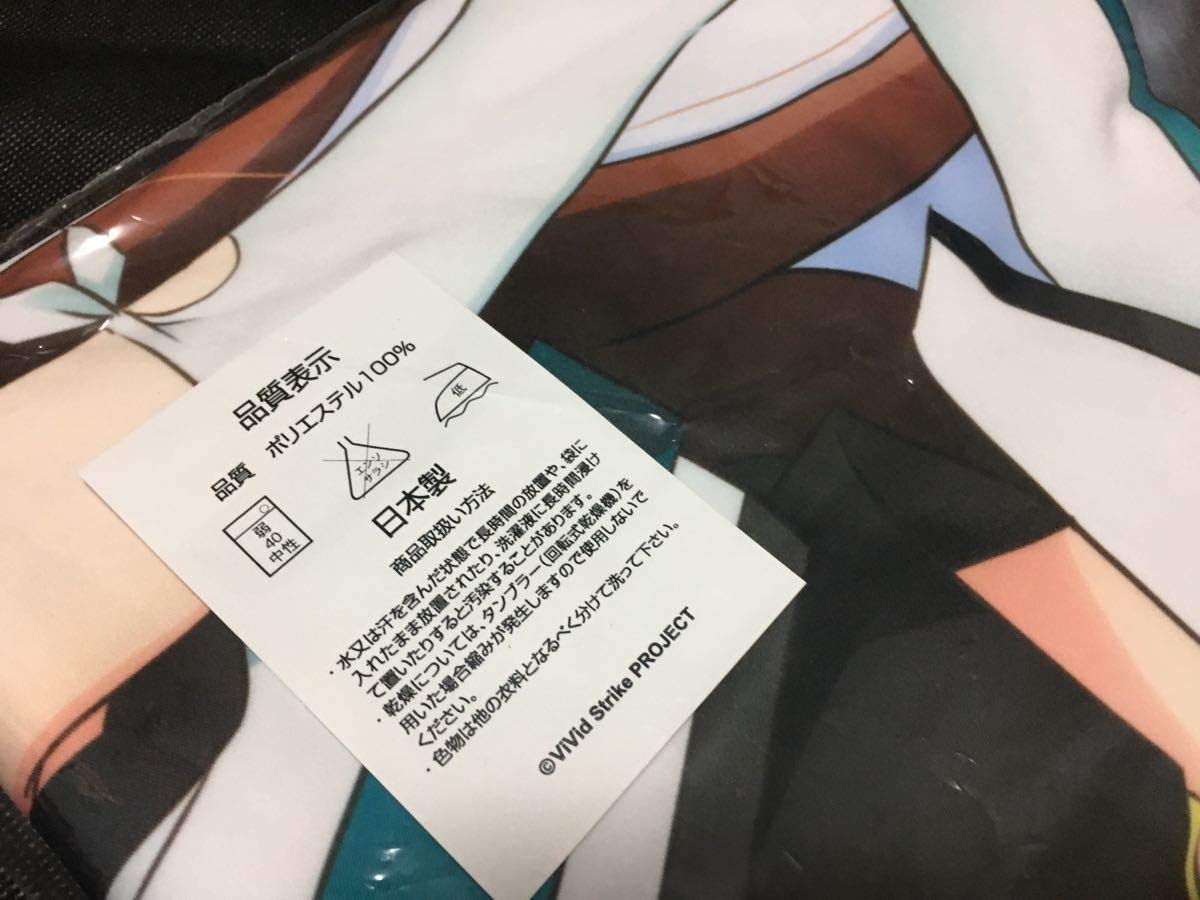 品質表示
品質　ポリエステル100%
弱
40
中性
エンソ
サラシ
低
日本製
商品取扱い方法
・水又は汗を含んだ状態で長時間の放置や、袋に
入れたまま放置されたり、洗濯液に長時間浸け
て置いたりすると汚染することがあります。
・乾燥については、タンブラー(回転式乾燥機)を
用いた場合縮みが発生しますので使用しないで
ください。
・色物は他の衣料となるべく分けて洗って下さい。
©ViVid Strike PROJECT